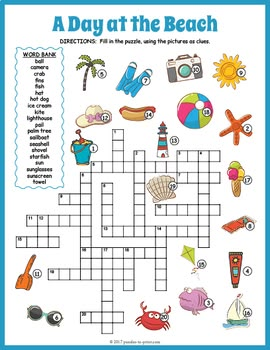 A Day at the Beach
DIRECTIONS: Fill in the puzzle, using the pictures as clues.
WORD BANK
ball
camera
crab
fins
fish
hat
hot dog
ice cream
kite
lighthouse
pail
palm tree
sailboat
seashell
shovel
starfish
sun
sunglasses
sunscreen
towel
© 2017 puzzles-to-print.com